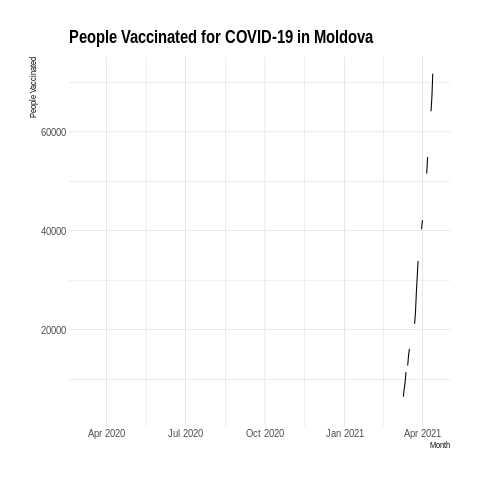 People Vaccinated for COVID-19 in Moldova
People Vaccinated
60000
40000
20000
Apr 2020 Jul 2020 Oct 2020 Jan 2021 Apr 2021
Month